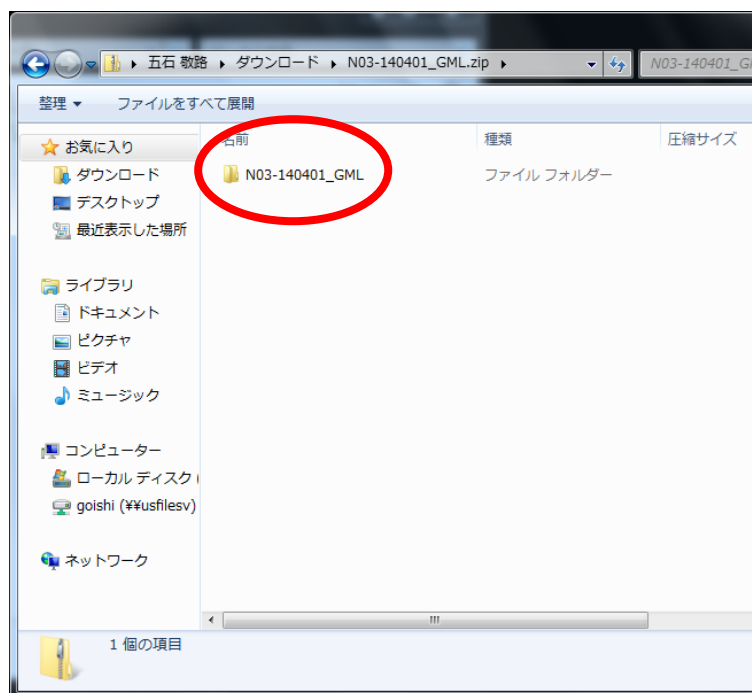 五石 敬路 ▶ ダウンロード ▶ N03-140401_GML.zip ▶
N03-140401_G
整理 ▼ ファイルをすべて展開
名前 種類 圧縮サイズ
N03-140401_GML ファイル フォルダー
お気に入り
ダウンロード
デスクトップ
最近表示した場所
ライブラリ
ドキュメント
ピクチャ
ビデオ
ミュージック
コンピューター
ローカル ディスク (
goishi (¥¥usfilesv)
ネットワーク
1 個の項目